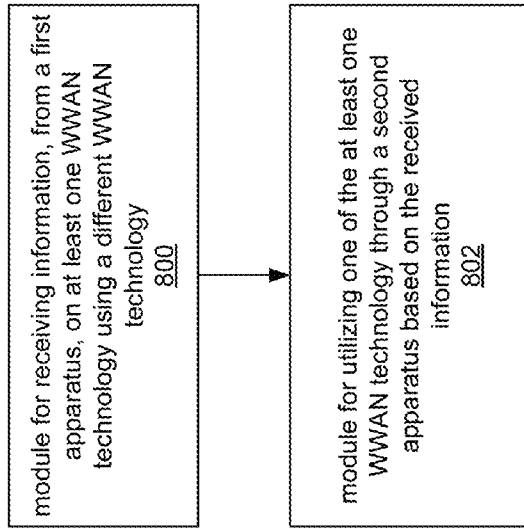 module for receiving information, from a first
apparatus, on at least one WWAN
technology using a different WWAN
technology
800
module for utilizing one of the at least one
WWAN technology through a second
apparatus based on the received
information
802